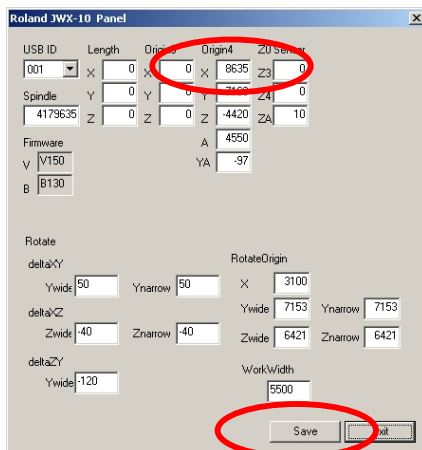 Roland JWX-10 Panel
USB ID Length Origin3 Origin4 Z0 Sensor
001 X 0 X 0 X 8635 Z3 0
Spindle Y 0 Y 0 Y Z4 0
4179635 Z 0 Z 0 Z -4420 ZA 10
Firmware A 4550
V V150 YA -97
B B130
Rotate
deltaXY RotateOrigin
Ywide 50 Ynarrow 50 X 3100
deltaXZ Ywide 7153 Ynarrow 7153
Zwide -40 Znarrow -40 Zwide 6421 Znarrow 6421
deltaZY WorkWidth
Ywide -120 5500
Save Exit